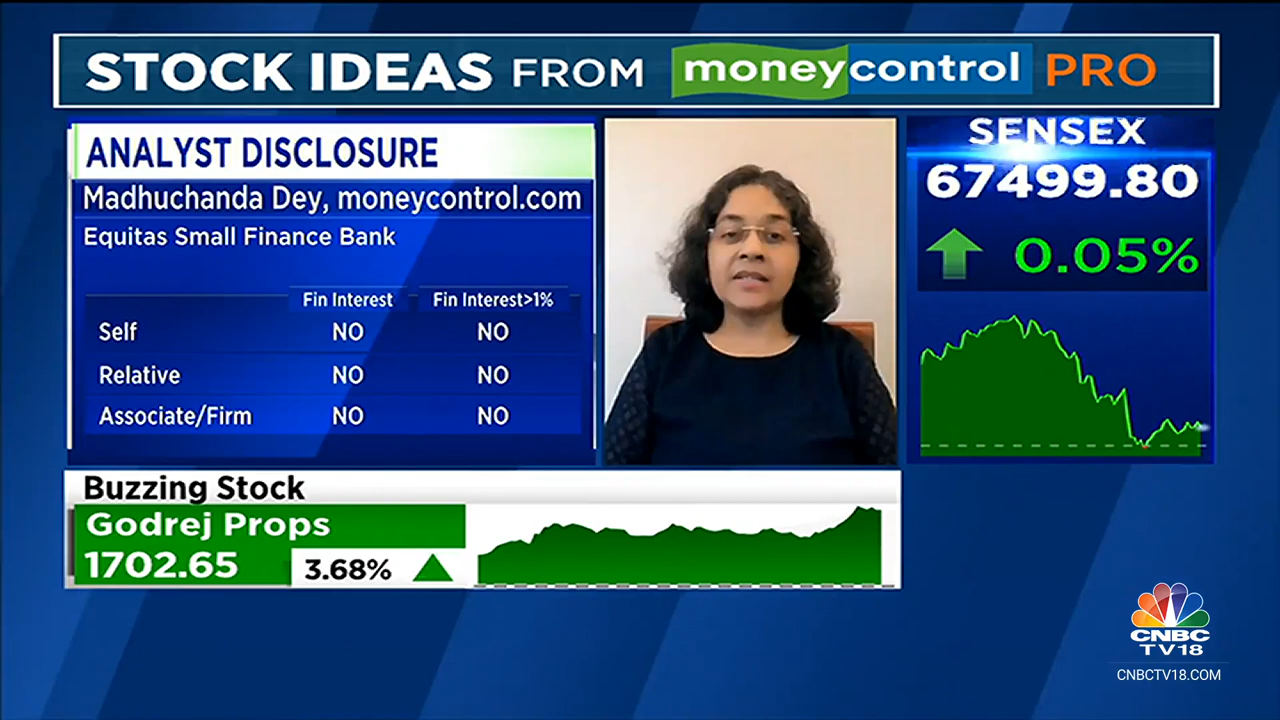 STOCK IDEAS FROM moneycontrol PRO
ANALYST DISCLOSURE
Madhuchanda Dey, moneycontrol.com
Equitas Small Finance Bank
Fin Interest Fin Interest>1%
Self NO NO
Relative NO NO
Associate/Firm NO NO
SENSEX
67499.80
0.05%
Buzzing Stock
Godrej Props
1702.65 3.68%
CNBC
TV18
CNBCTV18.COM